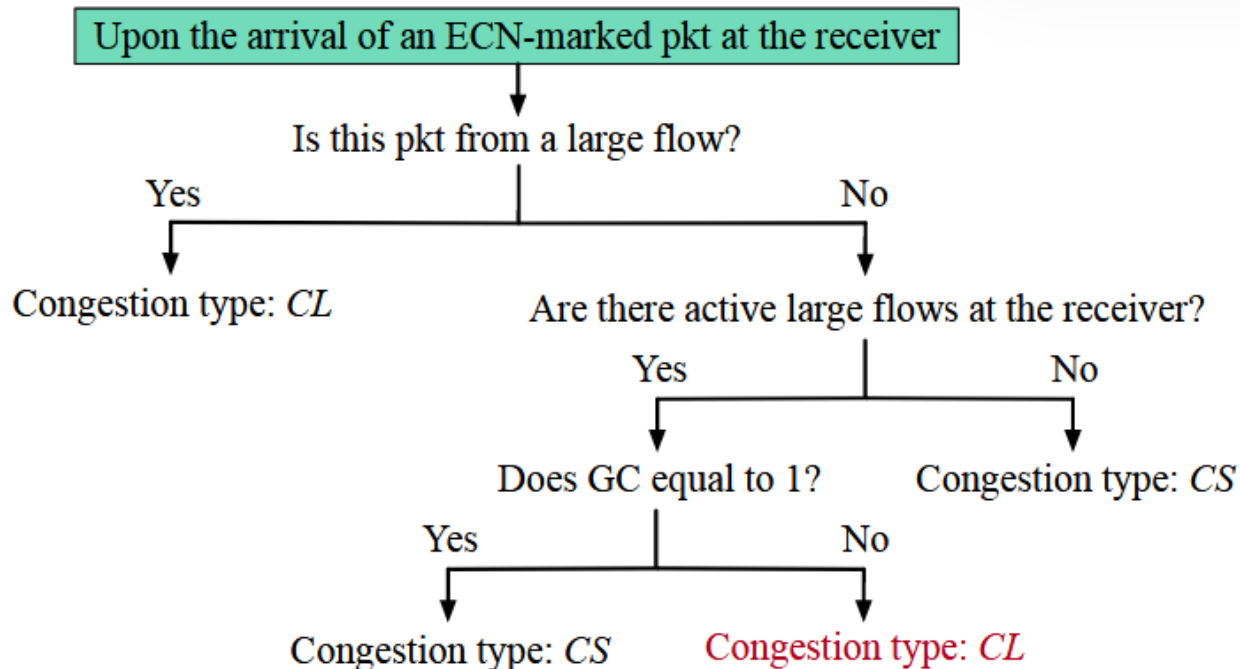 Upon the arrival of an ECN-marked pkt at the receiver
Is this pkt from a large flow?
Yes
No
Congestion type: CL
Are there active large flows at the receiver?
Yes
No
Does GC equal to 1?
Congestion type: CS
Yes
No
Congestion type: CS
Congestion type: CL